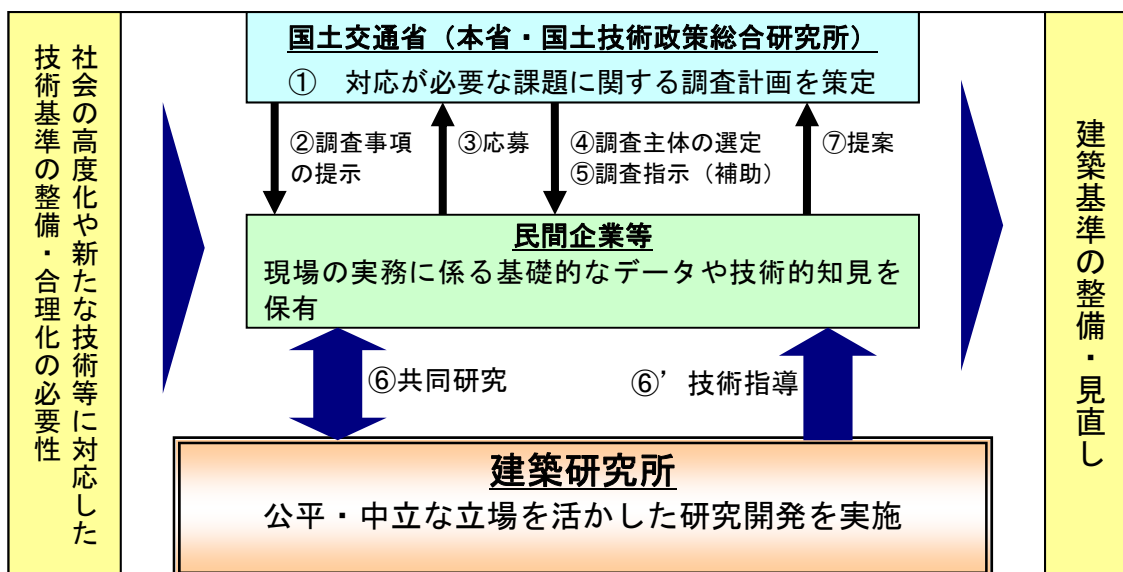 社会の高度化や新たな技術等に対応した
技術基準の整備・合理化の必要性
国土交通省（本省・国土技術政策総合研究所）
①　対応が必要な課題に関する調査計画を策定
②調査事項
の提示
③応募
④調査主体の選定
⑤調査指示（補助）
⑦提案
民間企業等
現場の実務に係る基礎的なデータや技術的知見を
保有
⑥共同研究
⑥’技術指導
建築研究所
公平・中立な立場を活かした研究開発を実施
建築基準の整備・見直し